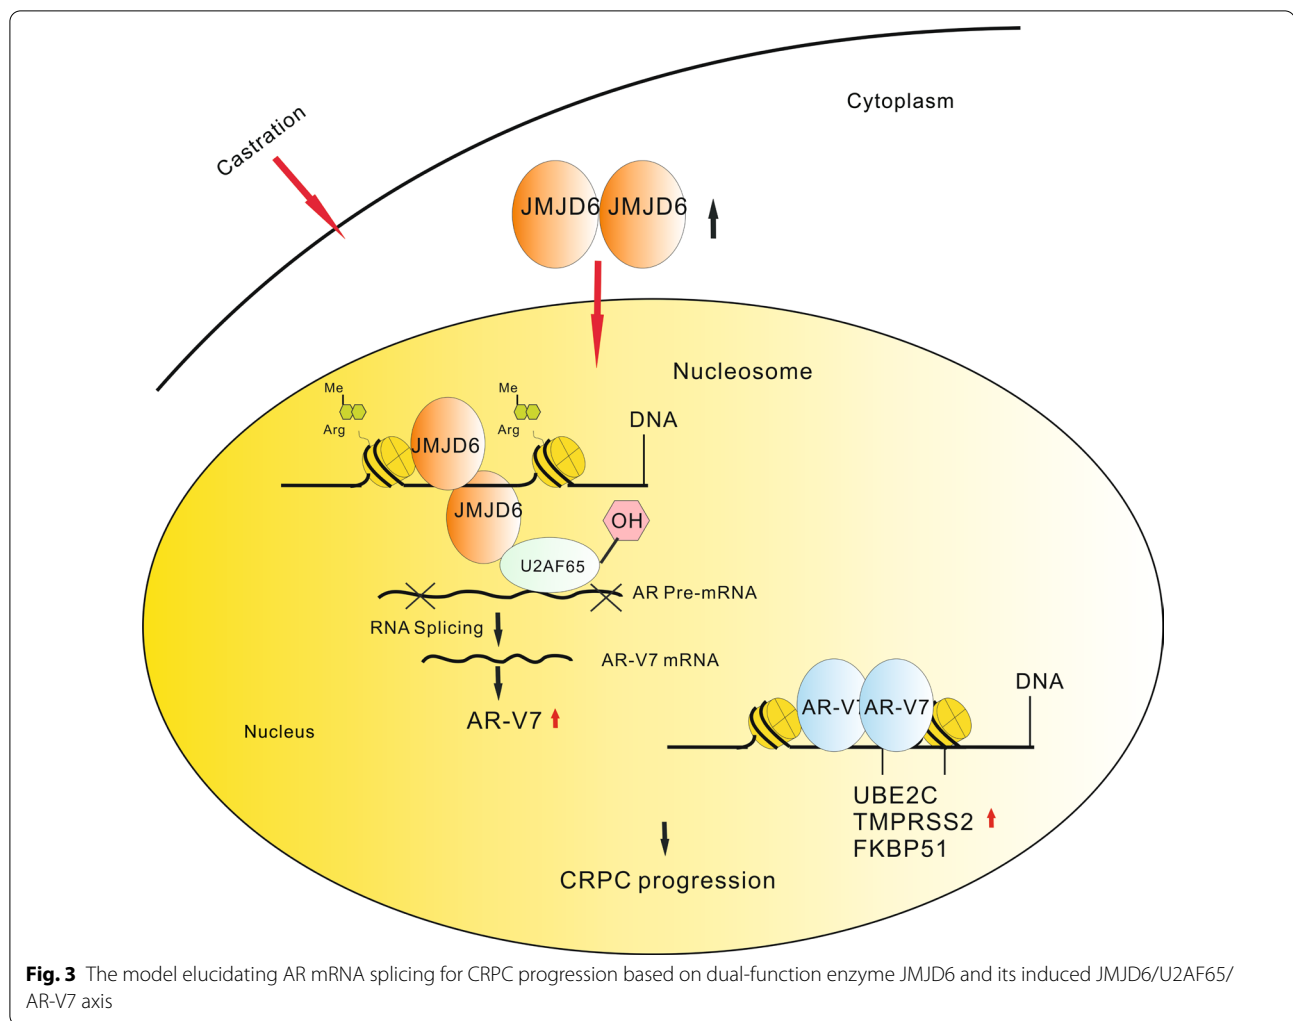 Castration
Cytoplasm
JMJD6 JMJD6
Nucleosome
Me
Arg
JMJD6
Me
Arg
DNA
JMJD6
OH
U2AF65
AR Pre-mRNA
RNA Splicing
AR-V7 mRNA
AR-V7
Nucleus
AR-V7 AR-V7
DNA
UBE2C
TMPRSS2
FKBP51
CRPC progression
Fig. 3 The model elucidating AR mRNA splicing for CRPC progression based on dual-function enzyme JMJD6 and its induced JMJD6/U2AF65/
AR-V7 axis